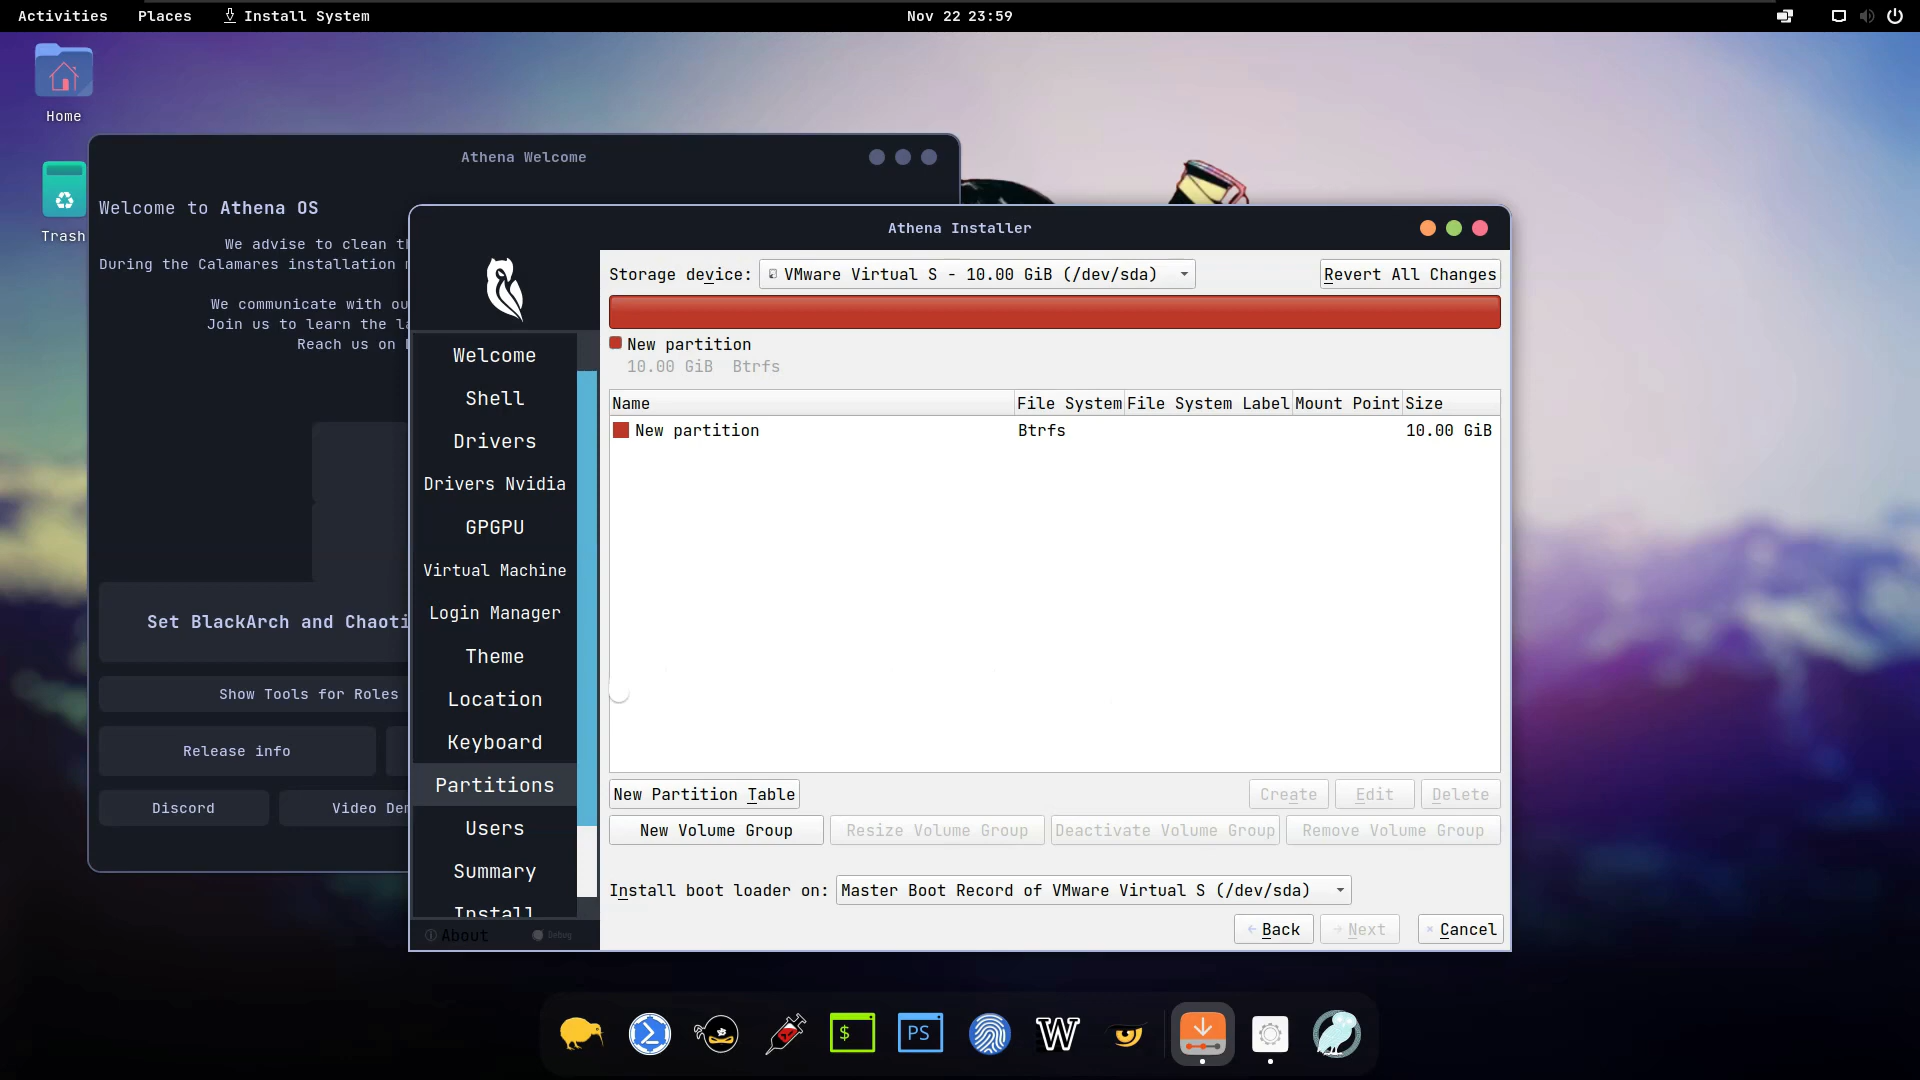 Activities
Places
Install System
Nov 22 23:59
Home
Trash
Athena Welcome
Welcome to Athena OS
We advise to clean
During the Calamares installation
We communicate with
Join us to learn the
Reach us on
Set BlackArch and
Show Tools for Roles
Release info
Discord
Video
Athena Installer
Welcome
Shell
Drivers
Drivers Nvidia
GPGPU
Virtual Machine
Login Manager
Theme
Location
Keyboard
Partitions
Users
Summary
Install
About
Debug
Storage device:
VMware Virtual S - 10.00 GiB (/dev/sda)
Revert All Changes
New partition
10.00 GiB Btrfs
Name
File System
File System Label
Mount Point
Size
New partition
Btrfs
10.00 GiB
New Partition Table
Create
Edit
Delete
New Volume Group
Resize Volume Group
Deactivate Volume Group
Remove Volume Group
Install boot loader on:
Master Boot Record of VMware Virtual S (/dev/sda)
Back
Next
Cancel
$
PS
W